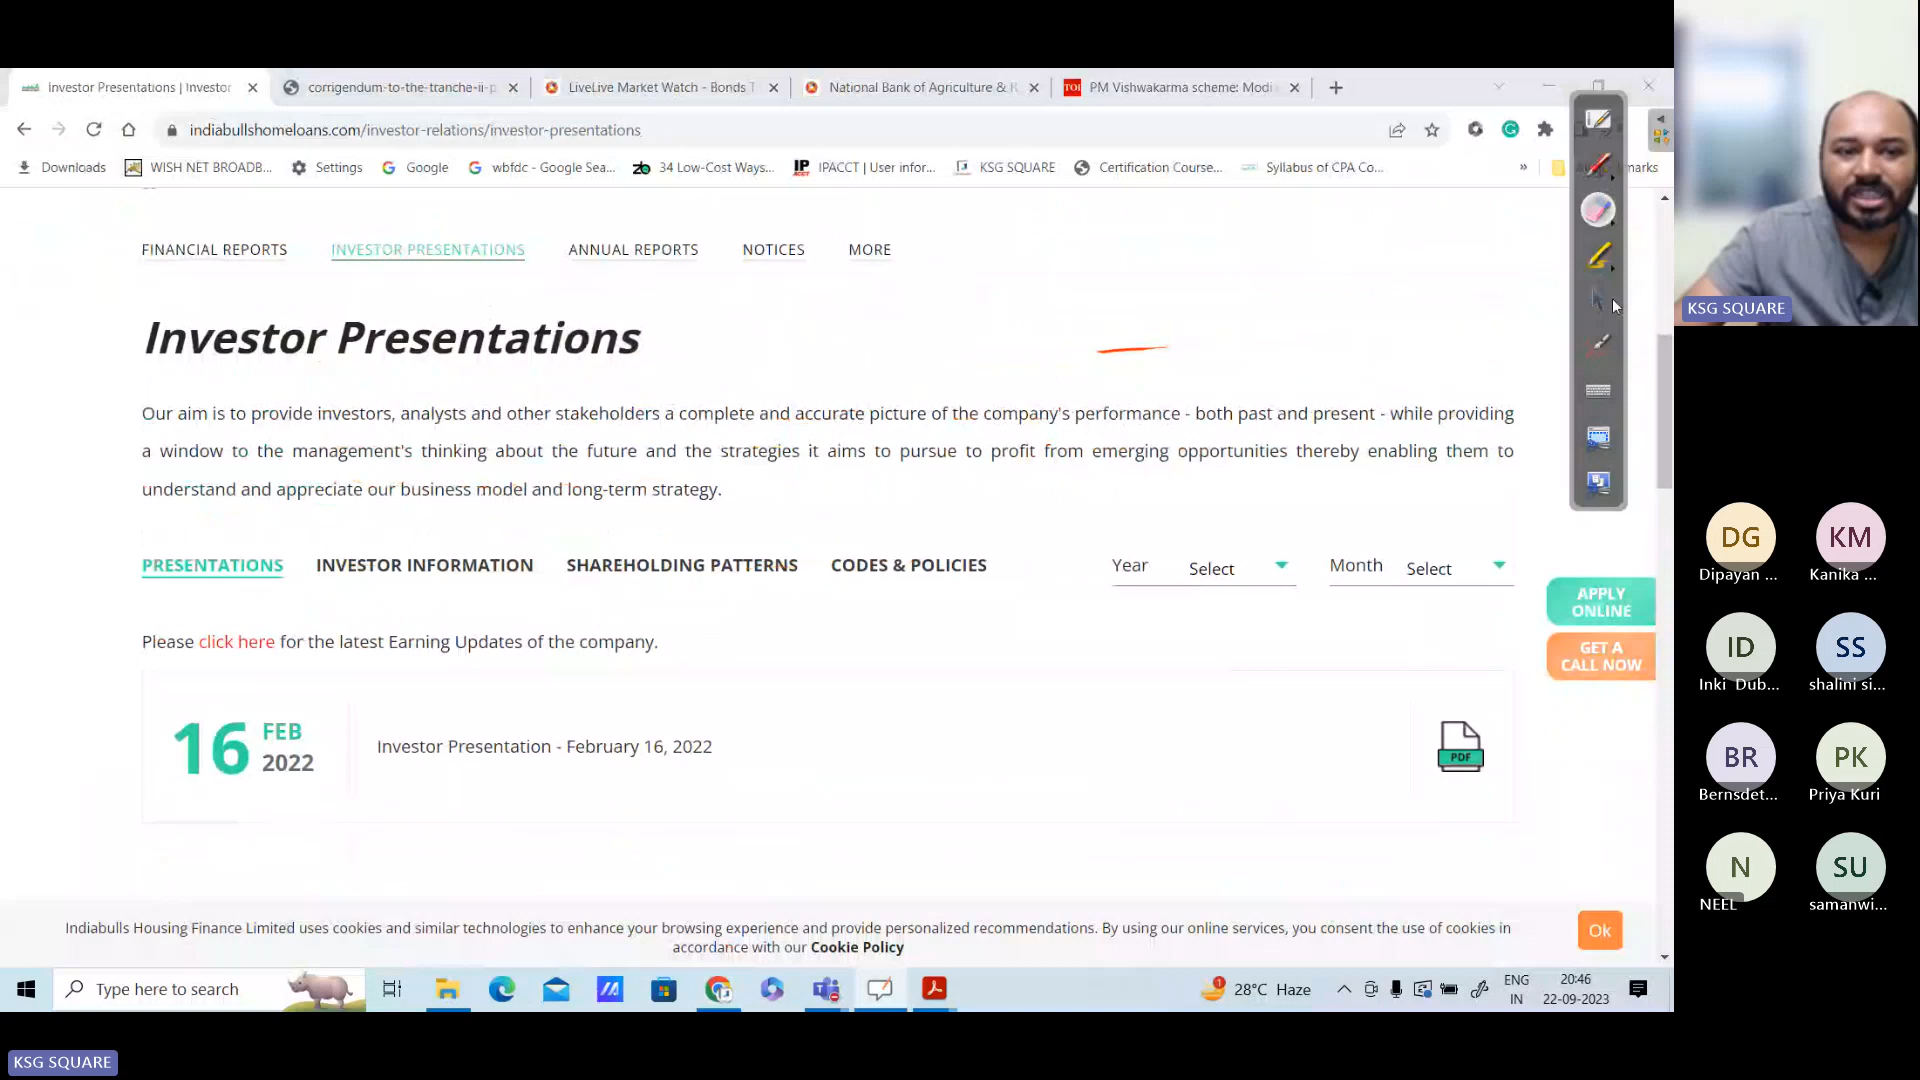 Investor Presentations | Investor
corrigendum-to-the-tranche-ii-p
LiveLive Market Watch - Bonds T
National Bank of Agriculture & R
TOI PM Vishwakarma scheme: Modi
indiabullshomeloans.com/investor-relations/investor-presentations
Downloads
WISH NET BROADB...
Settings
Google
wbfdc - Google Sea...
34 Low-Cost Ways...
IPACCT | User infor...
KSG SQUARE
Certification Course...
Syllabus of CPA Co...
»
marks
FINANCIAL REPORTS
INVESTOR PRESENTATIONS
ANNUAL REPORTS
NOTICES
MORE
Investor Presentations
Our aim is to provide investors, analysts and other stakeholders a complete and accurate picture of the company's performance - both past and present - while providing
a window to the management's thinking about the future and the strategies it aims to pursue to profit from emerging opportunities thereby enabling them to
understand and appreciate our business model and long-term strategy.
PRESENTATIONS
INVESTOR INFORMATION
SHAREHOLDING PATTERNS
CODES & POLICIES
Year Select
Month Select
APPLY
ONLINE
GET A
CALL NOW
Please click here for the latest Earning Updates of the company.
16 FEB
2022
Investor Presentation - February 16, 2022
PDF
Indiabulls Housing Finance Limited uses cookies and similar technologies to enhance your browsing experience and provide personalized recommendations. By using our online services, you consent the use of cookies in
accordance with our Cookie Policy
Ok
Type here to search
1
28°C Haze
ENG
IN
20:46
22-09-2023
KSG SQUARE
KSG SQUARE
DG
Dipayan ...
KM
Kanika ...
ID
Inki Dub...
SS
shalini si...
BR
Bernsdet...
PK
Priya Kuri
N
NEEL
SU
samanwi...